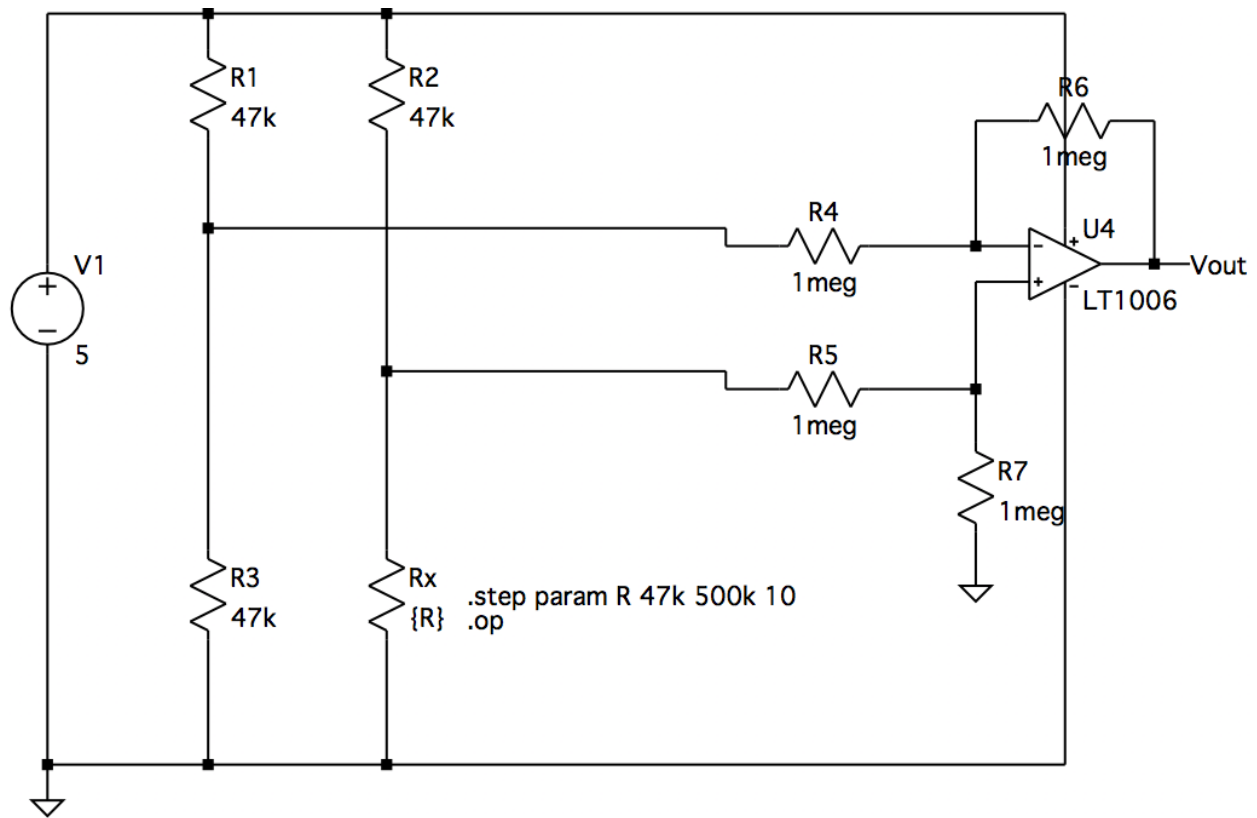 R1
47k
R2
47k
R6
1meg
R4
1meg
U4
LT1006
Vout
V1
5
R5
1meg
R7
1meg
R3
47k
Rx
{R}
.step param R 47k 500k 10
.op